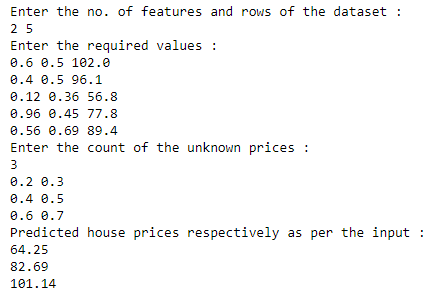 Enter the no. of features and rows of the dataset :
2 5
Enter the required values :
0.6 0.5 102.0
0.4 0.5 96.1
0.12 0.36 56.8
0.96 0.45 77.8
0.56 0.69 89.4
Enter the count of the unknown prices :
3
0.2 0.3
0.4 0.5
0.6 0.7
Predicted house prices respectively as per the input :
64.25
82.69
101.14